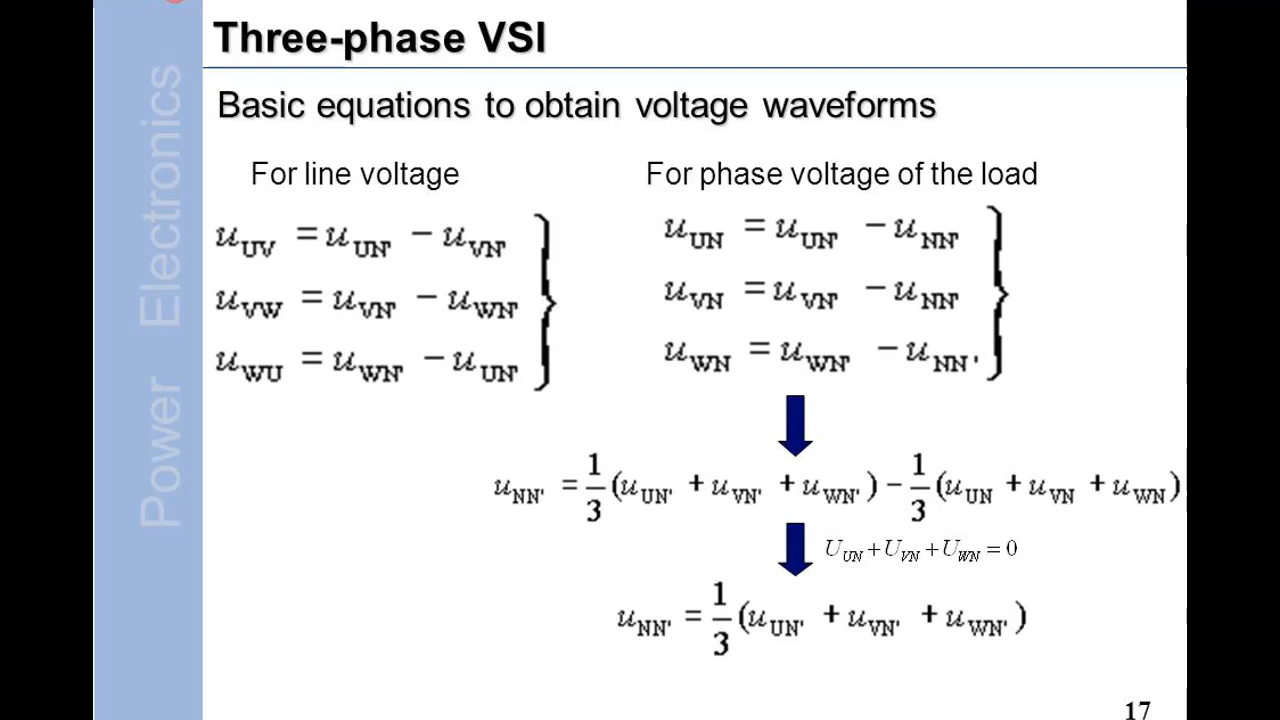 Three-phase VSI
Power Electronics
Basic equations to obtain voltage waveforms
For line voltage
u_UV = u_UN' − u_VN'
u_VW = u_VN' − u_WN'
u_WU = u_WN' − u_UN'
For phase voltage of the load
u_UN = u_UN' − u_NN'
u_VN = u_VN' − u_NN'
u_WN = u_WN' − u_NN'
u_NN' = 1/3 (u_UN' + u_VN' + u_WN') − 1/3 (u_UN + u_VN + u_WN)
U_UN + U_VN + U_WN = 0
u_NN' = 1/3 (u_UN' + u_VN' + u_WN')
17